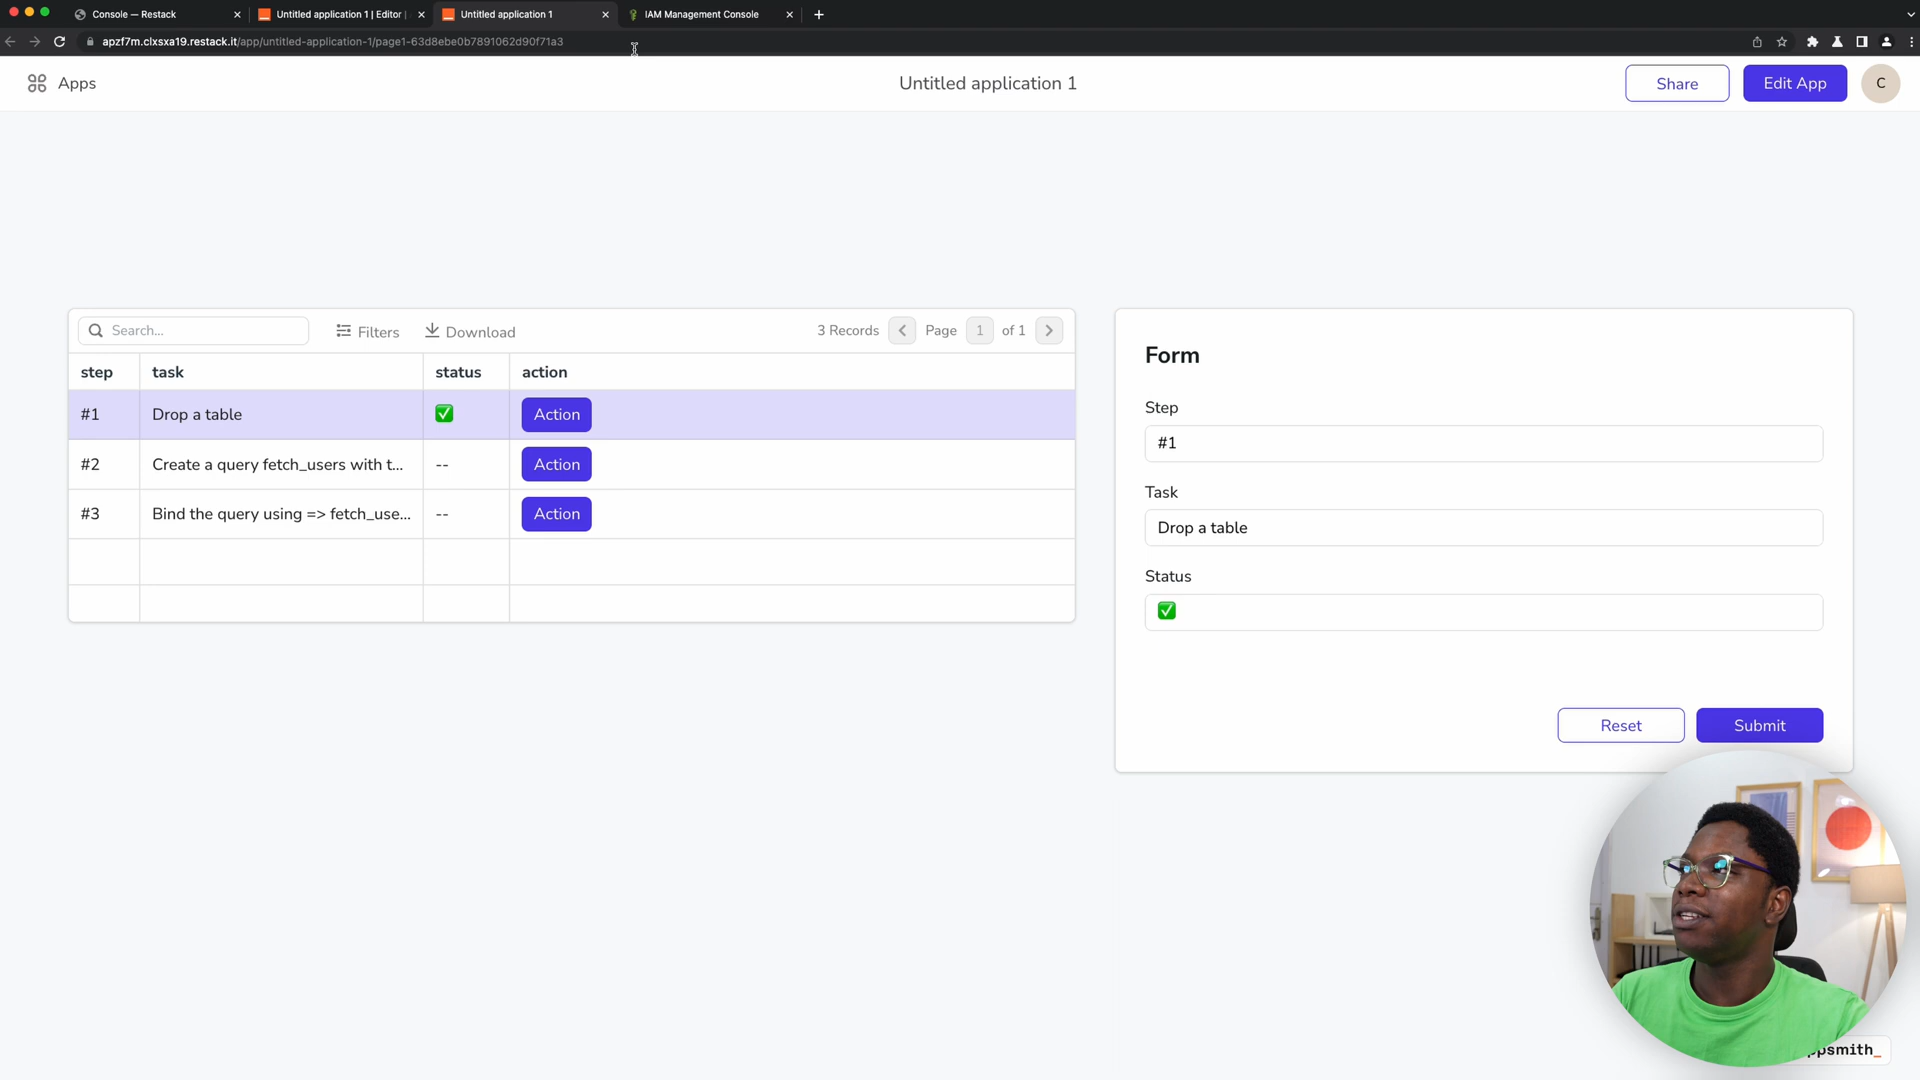 Console — Restack
Untitled application 1 | Editor |
Untitled application 1
IAM Management Console
apzf7m.clxsxa19.restack.it/app/untitled-application-1/page1-63d8ebe0b7891062d90f71a3
Apps
Untitled application 1
Share
Edit App
C
Search...
Filters
Download
3 Records
Page
1
of 1
step task status action
#1 Drop a table ✅ Action
#2 Create a query fetch_users with t... -- Action
#3 Bind the query using => fetch_use... -- Action
Form
Step
#1
Task
Drop a table
Status
✅
Reset
Submit
ppsmith_